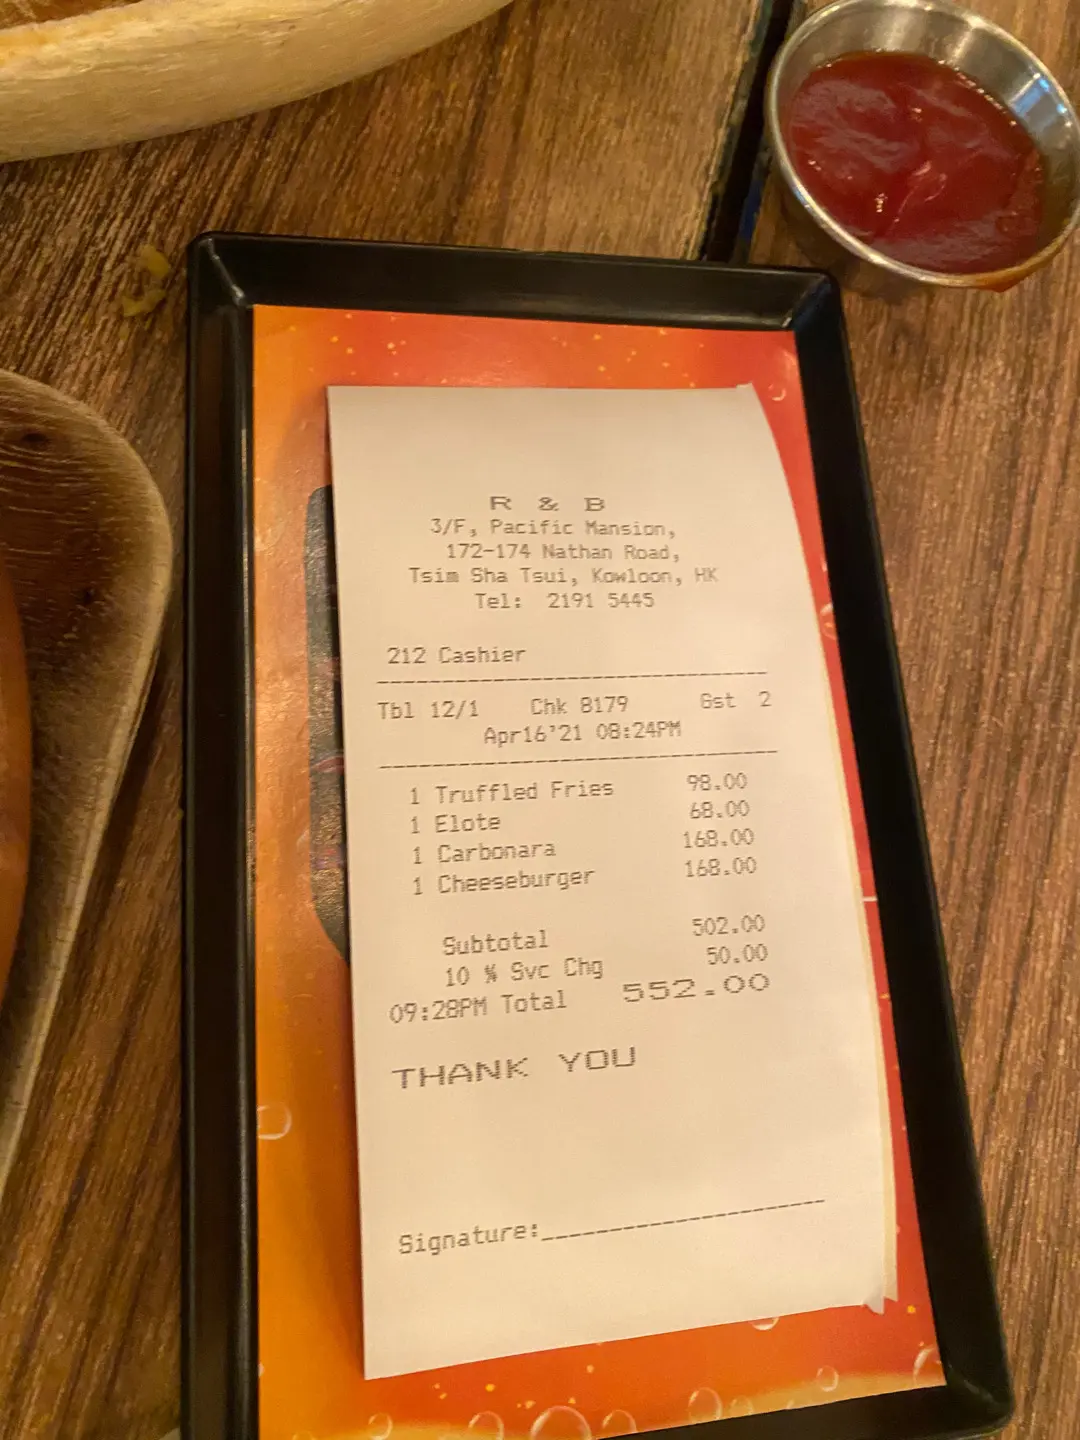 R & B
3/F, Pacific Mansion,
172-174 Nathan Road,
Tsim Sha Tsui, Kowloon, HK
Tel: 2191 5445
212 Cashier
Tbl 12/1 Chk 8179 Gst 2
Apr16'21 08:24PM
1 Truffled Fries 98.00
1 Elote 68.00
1 Carbonara 168.00
1 Cheeseburger 168.00
Subtotal 502.00
10 % Svc Chg 50.00
09:28PM Total 552.00
THANK YOU
Signature:____________________